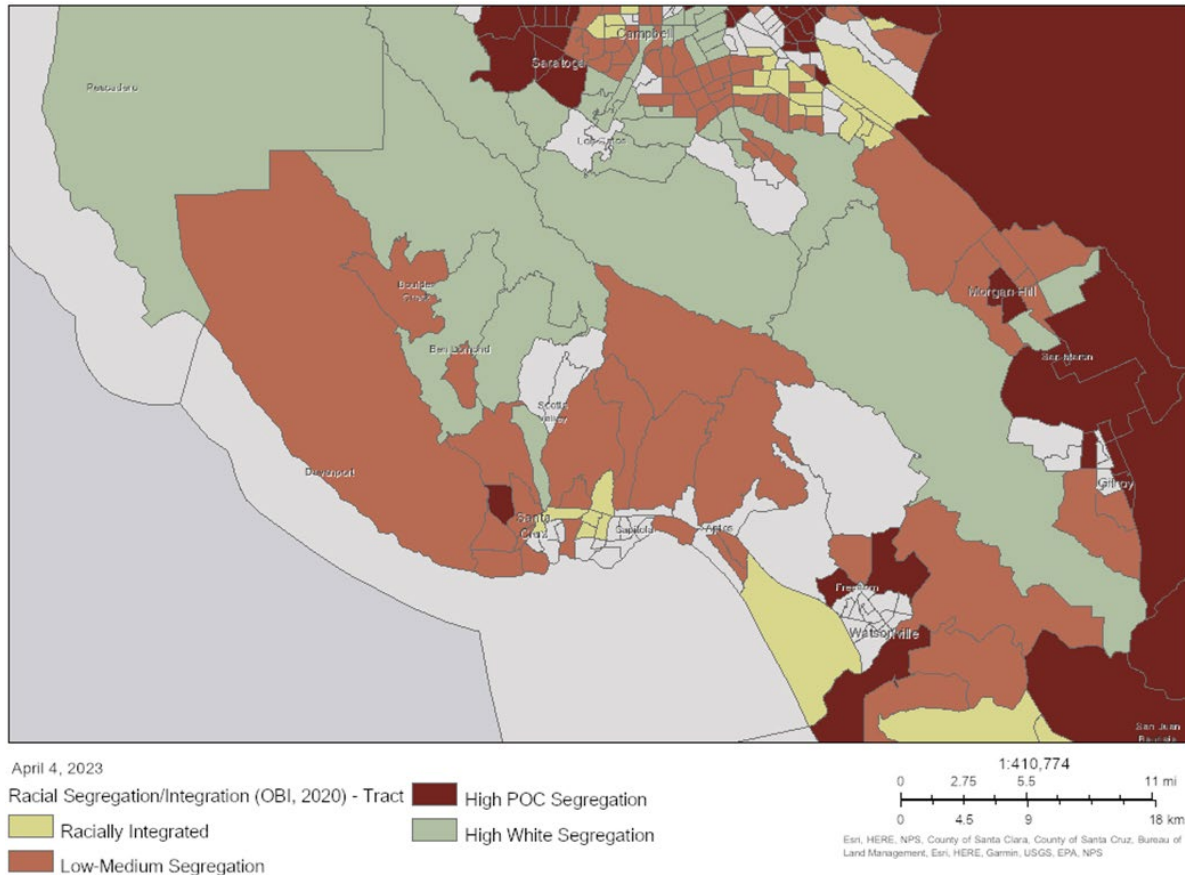 Campbell
Saratoga
Pescadero
Los Gatos
Boulder
Creek
Morgan Hill
Ben Lomond
San Martin
Scotts
Valley
Davenport
Gilroy
Santa
Cruz
Capitola
Aptos
Freedom
Watsonville
San Juan
Bautista
April 4, 2023
Racial Segregation/Integration (OBI, 2020) - Tract
Racially Integrated
Low-Medium Segregation
High POC Segregation
High White Segregation
1:410,774
0 2.75 5.5 11 mi
0 4.5 9 18 km
Esri, HERE, NPS, County of Santa Clara, County of Santa Cruz, Bureau of
Land Management, Esri, HERE, Garmin, USGS, EPA, NPS